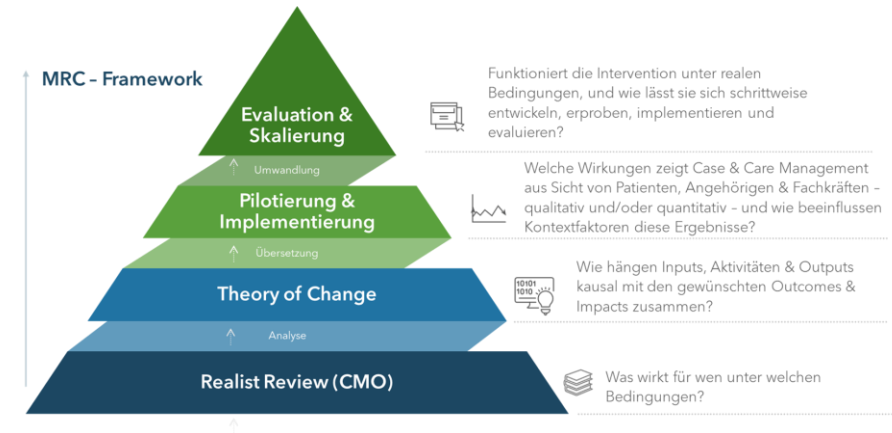 MRC – Framework
Evaluation &
Skalierung
Funktioniert die Intervention unter realen
Bedingungen, und wie lässt sie sich schrittweise
entwickeln, erproben, implementieren und
evaluieren?
Umwandlung
Pilotierung &
Implementierung
Welche Wirkungen zeigt Case & Care Management
aus Sicht von Patienten, Angehörigen & Fachkräften –
qualitativ und/oder quantitativ – und wie beeinflussen
Kontextfaktoren diese Ergebnisse?
Übersetzung
Theory of Change
10101
1010
Wie hängen Inputs, Aktivitäten & Outputs
kausal mit den gewünschten Outcomes &
Impacts zusammen?
Analyse
Realist Review (CMO)
Was wirkt für wen unter welchen
Bedingungen?